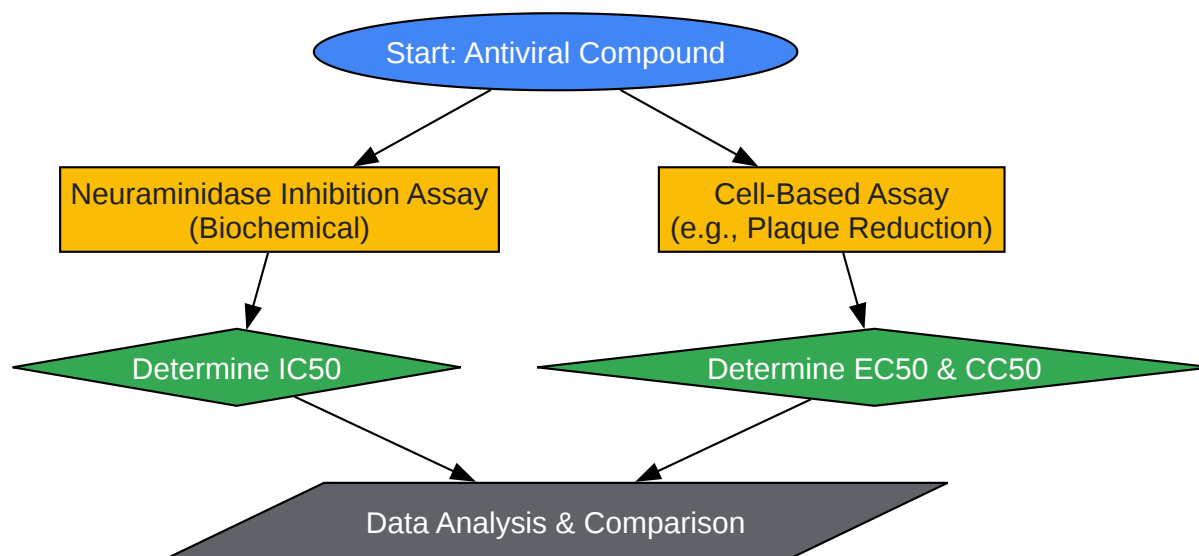 Start: Antiviral Compound
Neuraminidase Inhibition Assay
(Biochemical)
Cell-Based Assay
(e.g., Plaque Reduction)
Determine IC50
Determine EC50 & CC50
Data Analysis & Comparison